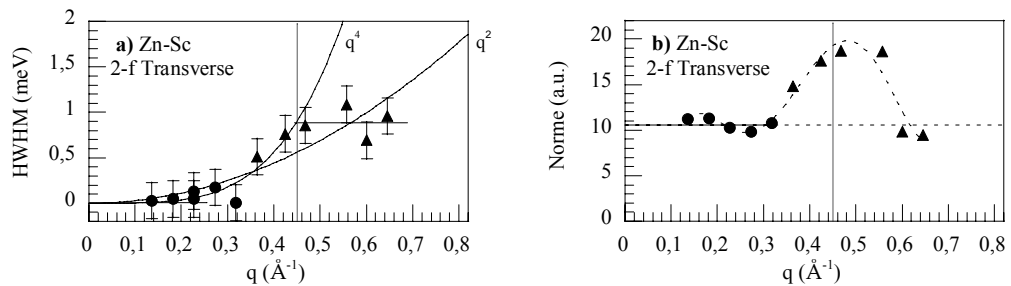 HWHM (meV)
2
1,5
1
0,5
0
a) Zn-Sc
2-f Transverse
q⁴
q²
0 0,1 0,2 0,3 0,4 0,5 0,6 0,7 0,8
q (Å⁻¹)
Norme (a.u.)
20
15
10
5
0
b) Zn-Sc
2-f Transverse
0 0,1 0,2 0,3 0,4 0,5 0,6 0,7 0,8
q (Å⁻¹)